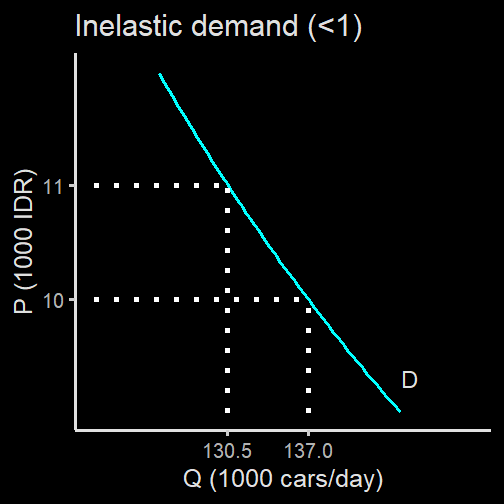 Inelastic demand (<1)
P (1000 IDR)
11
10
D
130.5
137.0
Q (1000 cars/day)